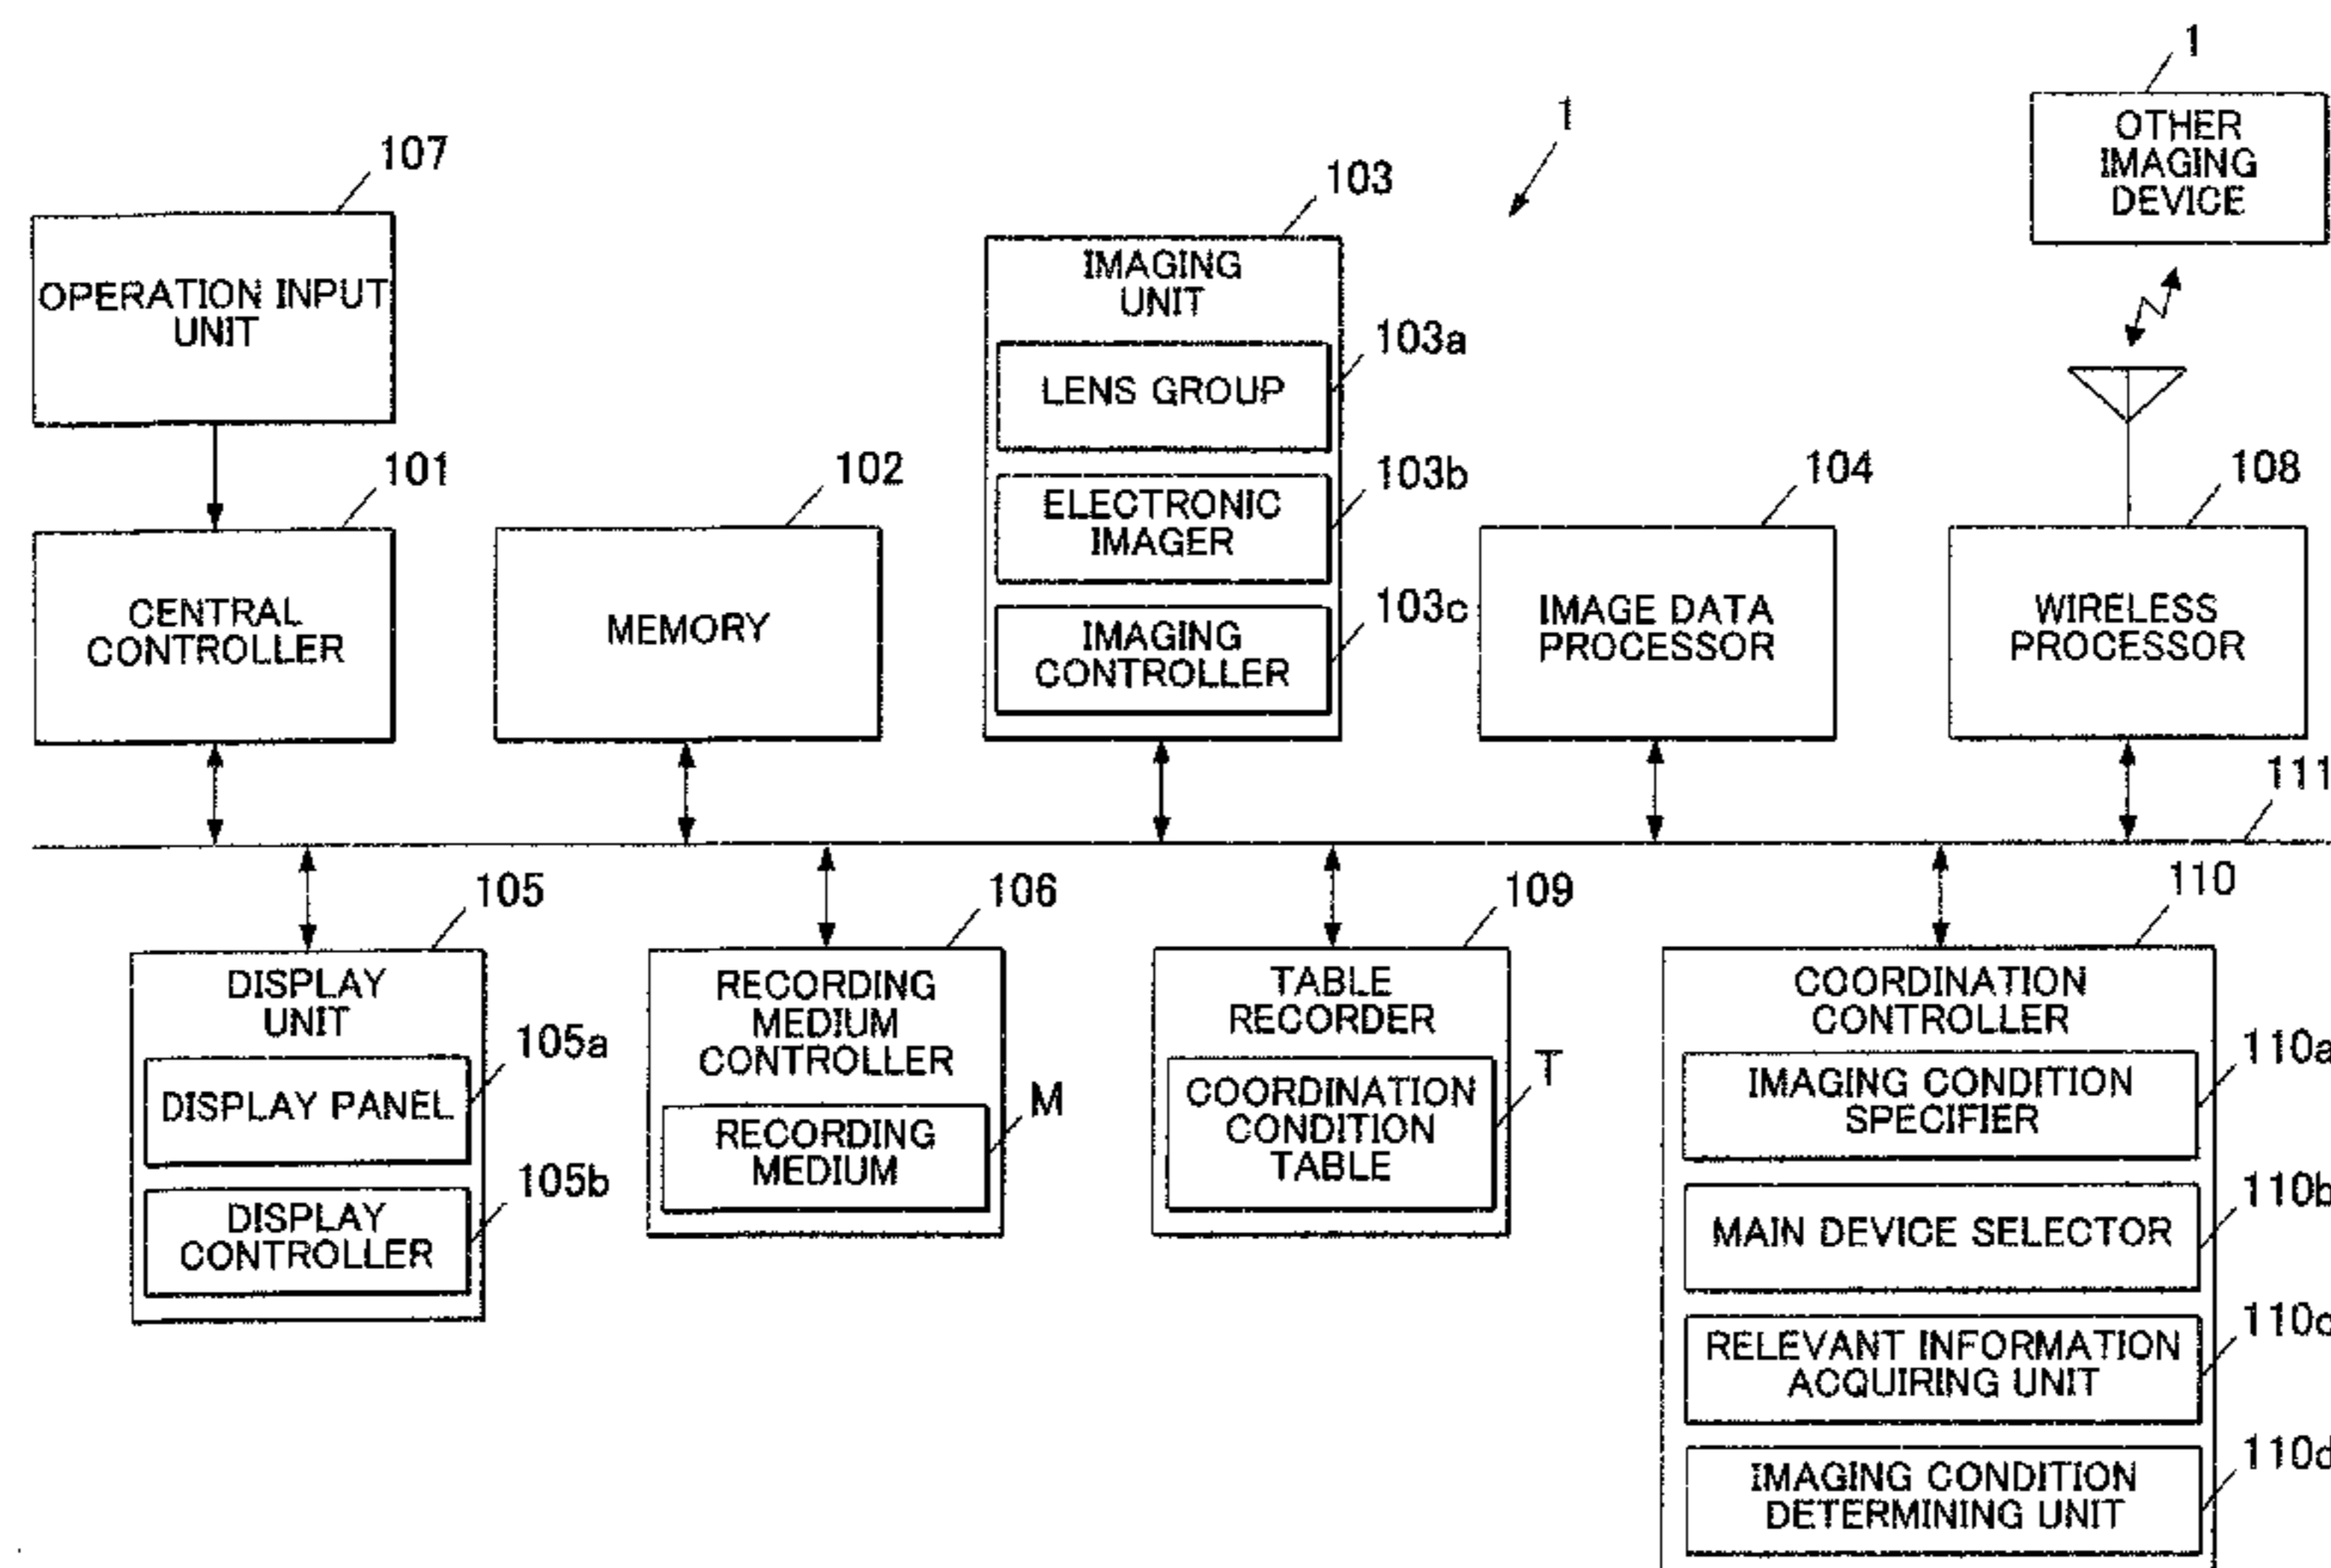 1
1
OTHER
IMAGING
DEVICE
107
OPERATION INPUT
UNIT
103
IMAGING
UNIT
103a
LENS GROUP
103b
ELECTRONIC
IMAGER
103c
IMAGING
CONTROLLER
101
CENTRAL
CONTROLLER
102
MEMORY
104
IMAGE DATA
PROCESSOR
108
WIRELESS
PROCESSOR
111
105
DISPLAY
UNIT
105a
DISPLAY PANEL
105b
DISPLAY
CONTROLLER
106
RECORDING
MEDIUM
CONTROLLER
M
RECORDING
MEDIUM
109
TABLE
RECORDER
T
COORDINATION
CONDITION
TABLE
110
COORDINATION
CONTROLLER
110a
IMAGING CONDITION
SPECIFIER
110b
MAIN DEVICE SELECTOR
110c
RELEVANT INFORMATION
ACQUIRING UNIT
110d
IMAGING CONDITION
DETERMINING UNIT